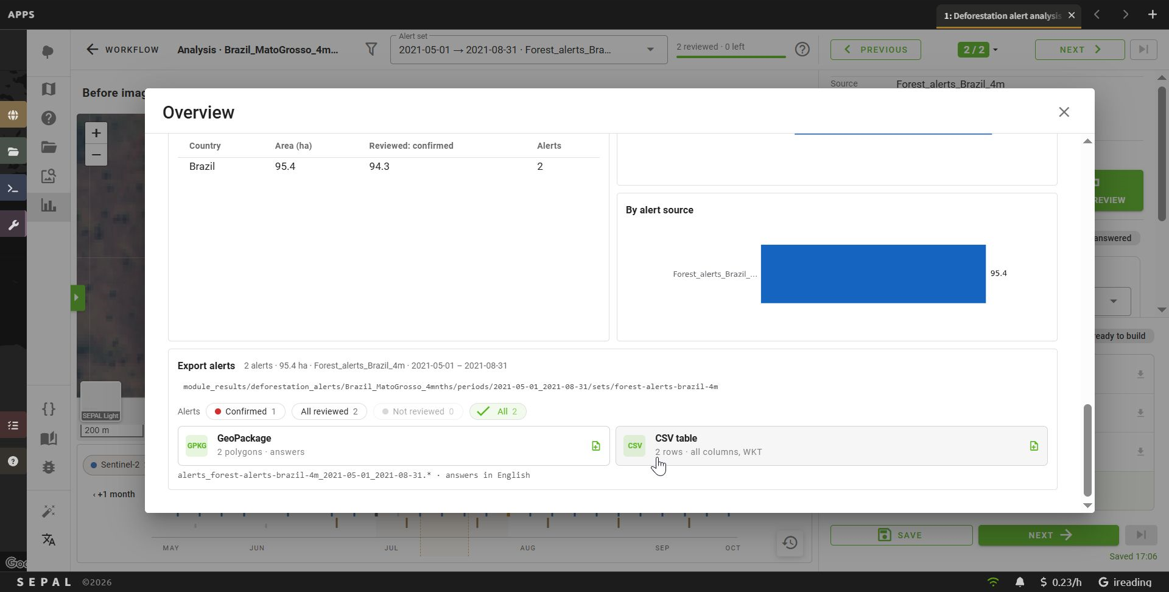 APPS
1: Deforestation alert analysis
WORKFLOW
Analysis · Brazil_MatoGrosso_4m...
Alert set
2021-05-01 → 2021-08-31 · Forest_alerts_Bra...
2 reviewed · 0 left
PREVIOUS
2 / 2
NEXT
Before imag
Source
Forest_alerts_Brazil_4m
Overview
Country
Area (ha)
Reviewed: confirmed
Alerts
Brazil
95.4
94.3
2
By alert source
Forest_alerts_Brazil_...
95.4
answered
ready to build
Export alerts
2 alerts · 95.4 ha · Forest_alerts_Brazil_4m · 2021-05-01 – 2021-08-31
module_results/deforestation_alerts/Brazil_MatoGrosso_4mnths/periods/2021-05-01_2021-08-31/sets/forest-alerts-brazil-4m
Alerts
Confirmed 1
All reviewed 2
Not reviewed 0
All 2
GPKG
GeoPackage
2 polygons · answers
CSV
CSV table
2 rows · all columns, WKT
alerts_forest-alerts-brazil-4m_2021-05-01_2021-08-31.* · answers in English
SEPAL Light
200 m
Sentinel-2
+1 month
MAY
JUN
JUL
AUG
SEP
OCT
SAVE
NEXT
Saved 17:06
SEPAL ©2026
$ 0.23/h
ireading